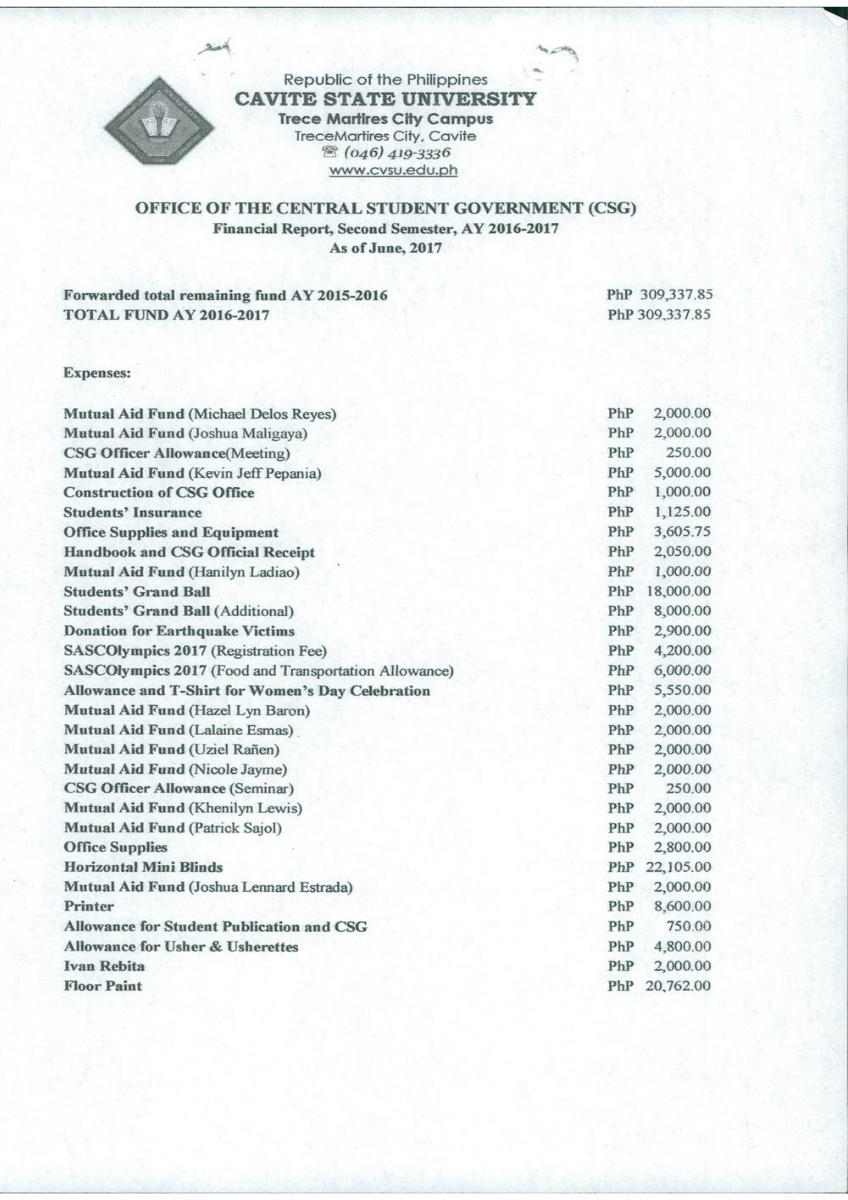 Republic of the Philippines
CAVITE STATE UNIVERSITY
Trece Martires City Campus
TreceMartires City, Cavite
☏ (046) 419-3336
www.cvsu.edu.ph
OFFICE OF THE CENTRAL STUDENT GOVERNMENT (CSG)
Financial Report, Second Semester, AY 2016-2017
As of June, 2017
Forwarded total remaining fund AY 2015-2016 PhP 309,337.85
TOTAL FUND AY 2016-2017 PhP 309,337.85
Expenses:
Mutual Aid Fund (Michael Delos Reyes) PhP 2,000.00
Mutual Aid Fund (Joshua Maligaya) PhP 2,000.00
CSG Officer Allowance(Meeting) PhP 250.00
Mutual Aid Fund (Kevin Jeff Pepania) PhP 5,000.00
Construction of CSG Office PhP 1,000.00
Students' Insurance PhP 1,125.00
Office Supplies and Equipment PhP 3,605.75
Handbook and CSG Official Receipt PhP 2,050.00
Mutual Aid Fund (Hanilyn Ladiao) PhP 1,000.00
Students' Grand Ball PhP 18,000.00
Students' Grand Ball (Additional) PhP 8,000.00
Donation for Earthquake Victims PhP 2,900.00
SASCOlympics 2017 (Registration Fee) PhP 4,200.00
SASCOlympics 2017 (Food and Transportation Allowance) PhP 6,000.00
Allowance and T-Shirt for Women's Day Celebration PhP 5,550.00
Mutual Aid Fund (Hazel Lyn Baron) PhP 2,000.00
Mutual Aid Fund (Lalaine Esmas) PhP 2,000.00
Mutual Aid Fund (Uziel Rañen) PhP 2,000.00
Mutual Aid Fund (Nicole Jayme) PhP 2,000.00
CSG Officer Allowance (Seminar) PhP 250.00
Mutual Aid Fund (Khenilyn Lewis) PhP 2,000.00
Mutual Aid Fund (Patrick Sajol) PhP 2,000.00
Office Supplies PhP 2,800.00
Horizontal Mini Blinds PhP 22,105.00
Mutual Aid Fund (Joshua Lennard Estrada) PhP 2,000.00
Printer PhP 8,600.00
Allowance for Student Publication and CSG PhP 750.00
Allowance for Usher & Usherettes PhP 4,800.00
Ivan Rebita PhP 2,000.00
Floor Paint PhP 20,762.00